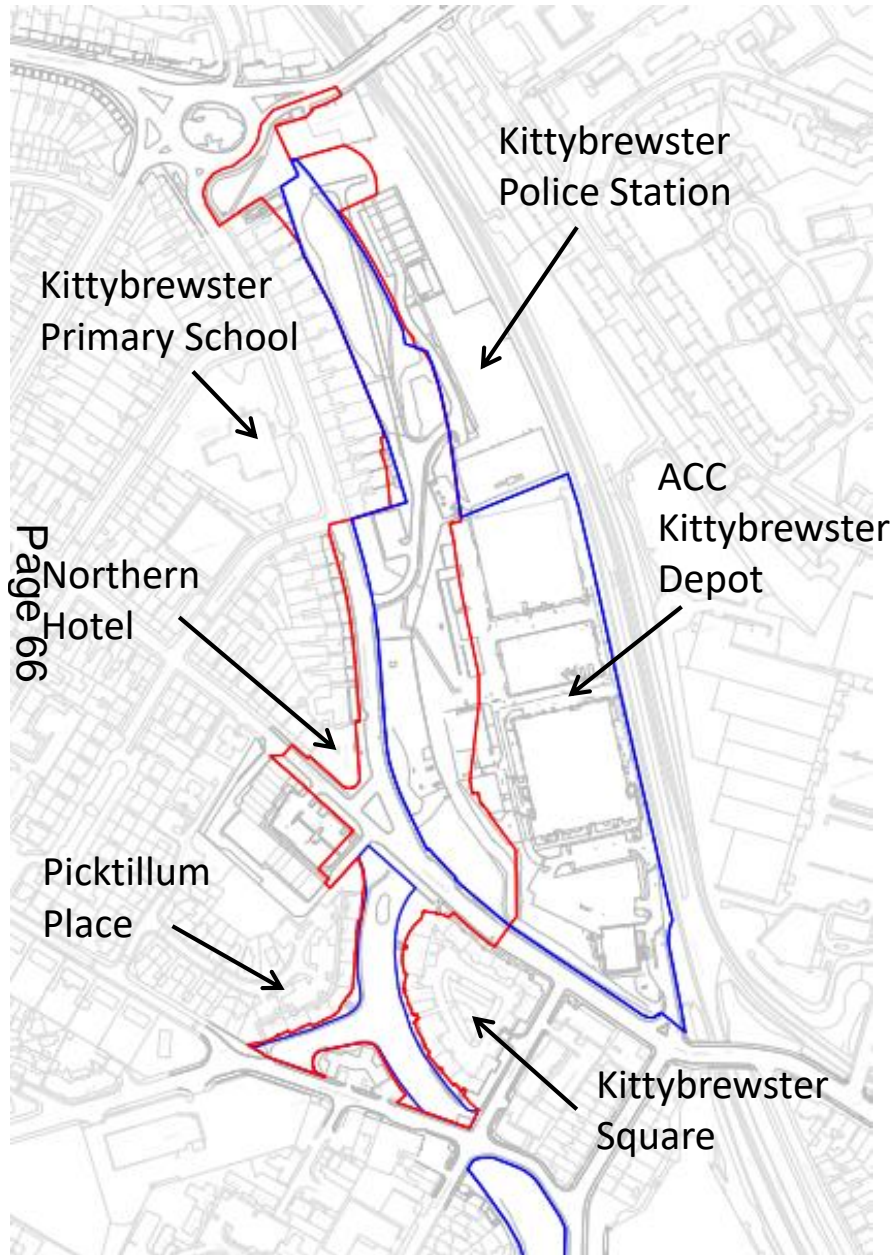 Kittybrewster
Police Station
Kittybrewster
Primary School
ACC
Kittybrewster
Depot
Page 66
Northern
Hotel
Picktillum
Place
Kittybrewster
Square